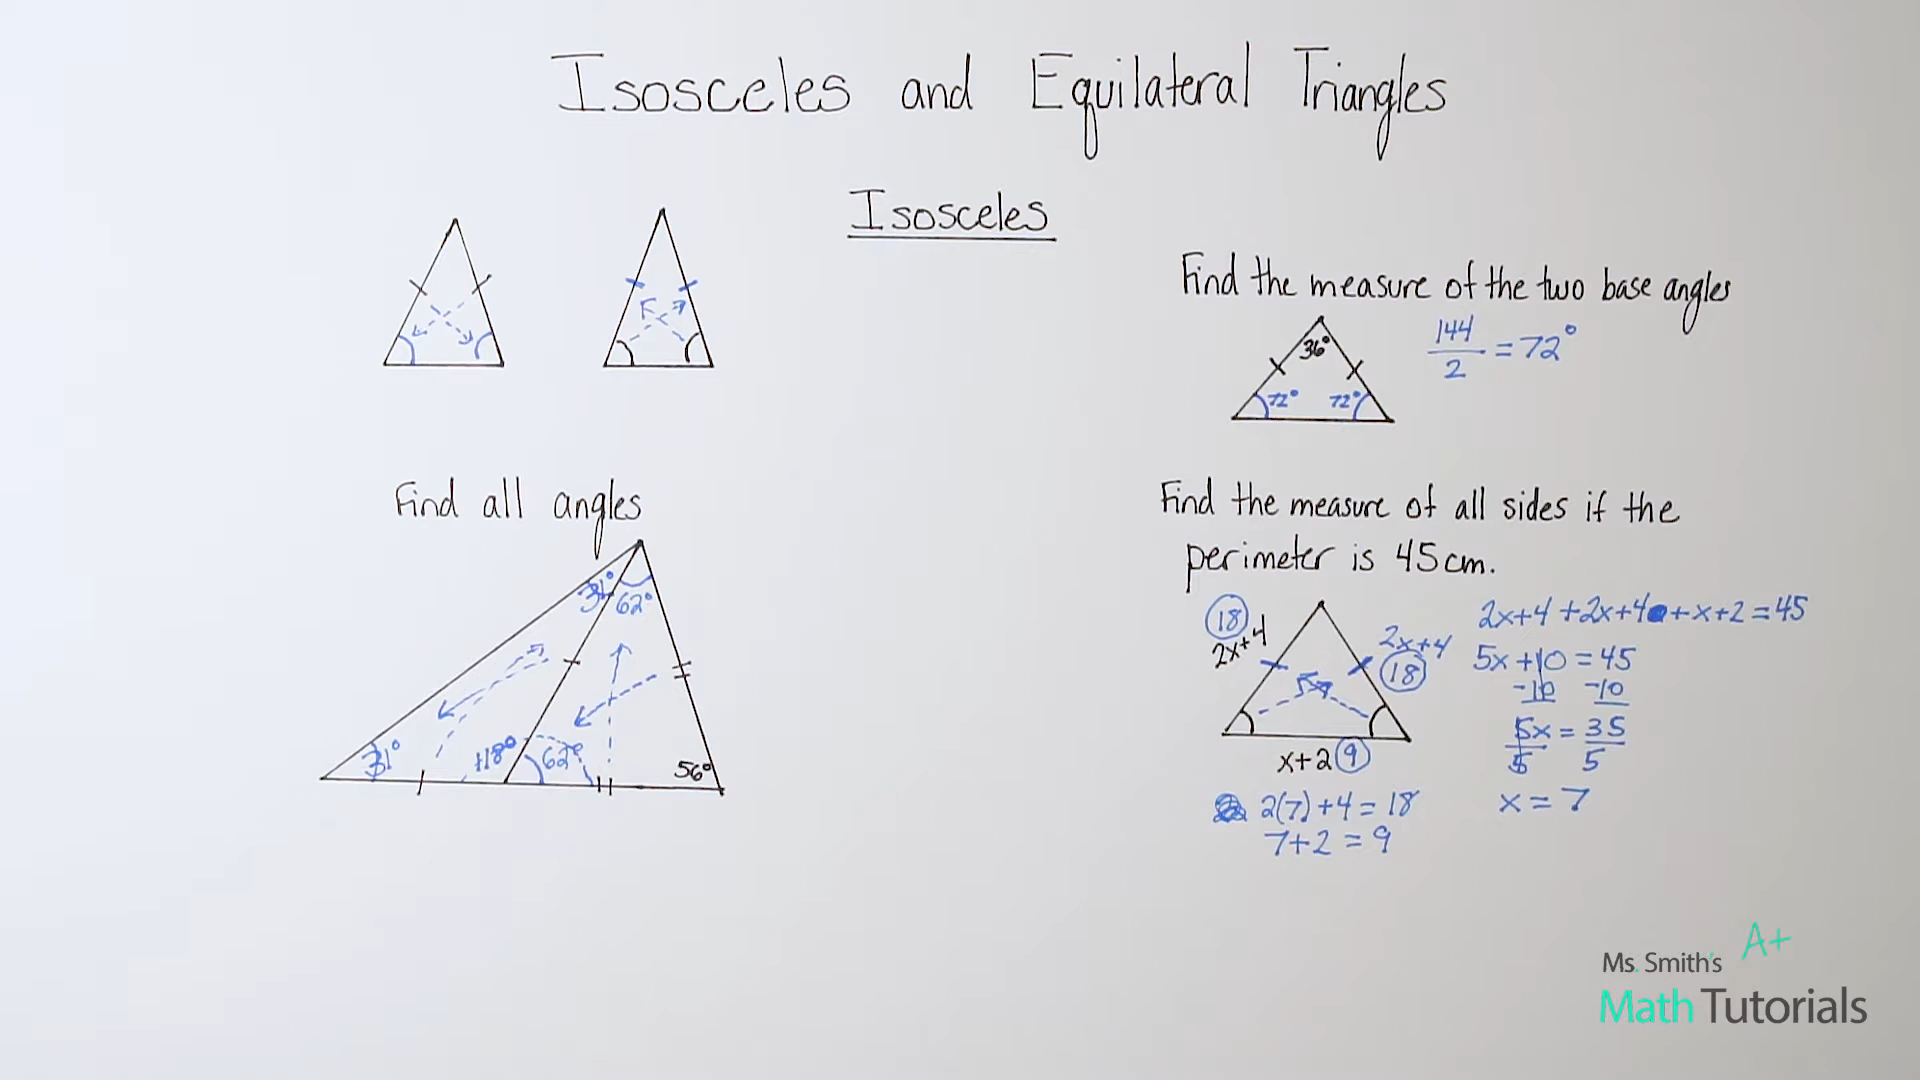 Isosceles and Equilateral Triangles
Isosceles
Find the measure of the two base angles
36°
72° 72°
144
2
= 72°
Find all angles
31° 62°
31° 118° 62° 56°
Find the measure of all sides if the
perimeter is 45cm.
18
2x+4
2x+4
18
x+2 9
2(7)+4 = 18
7+2 = 9
2x+4 +2x+4 +x+2 = 45
5x+10 = 45
-10 -10
5x = 35
5 5
x = 7
Ms. Smith's A+
Math Tutorials